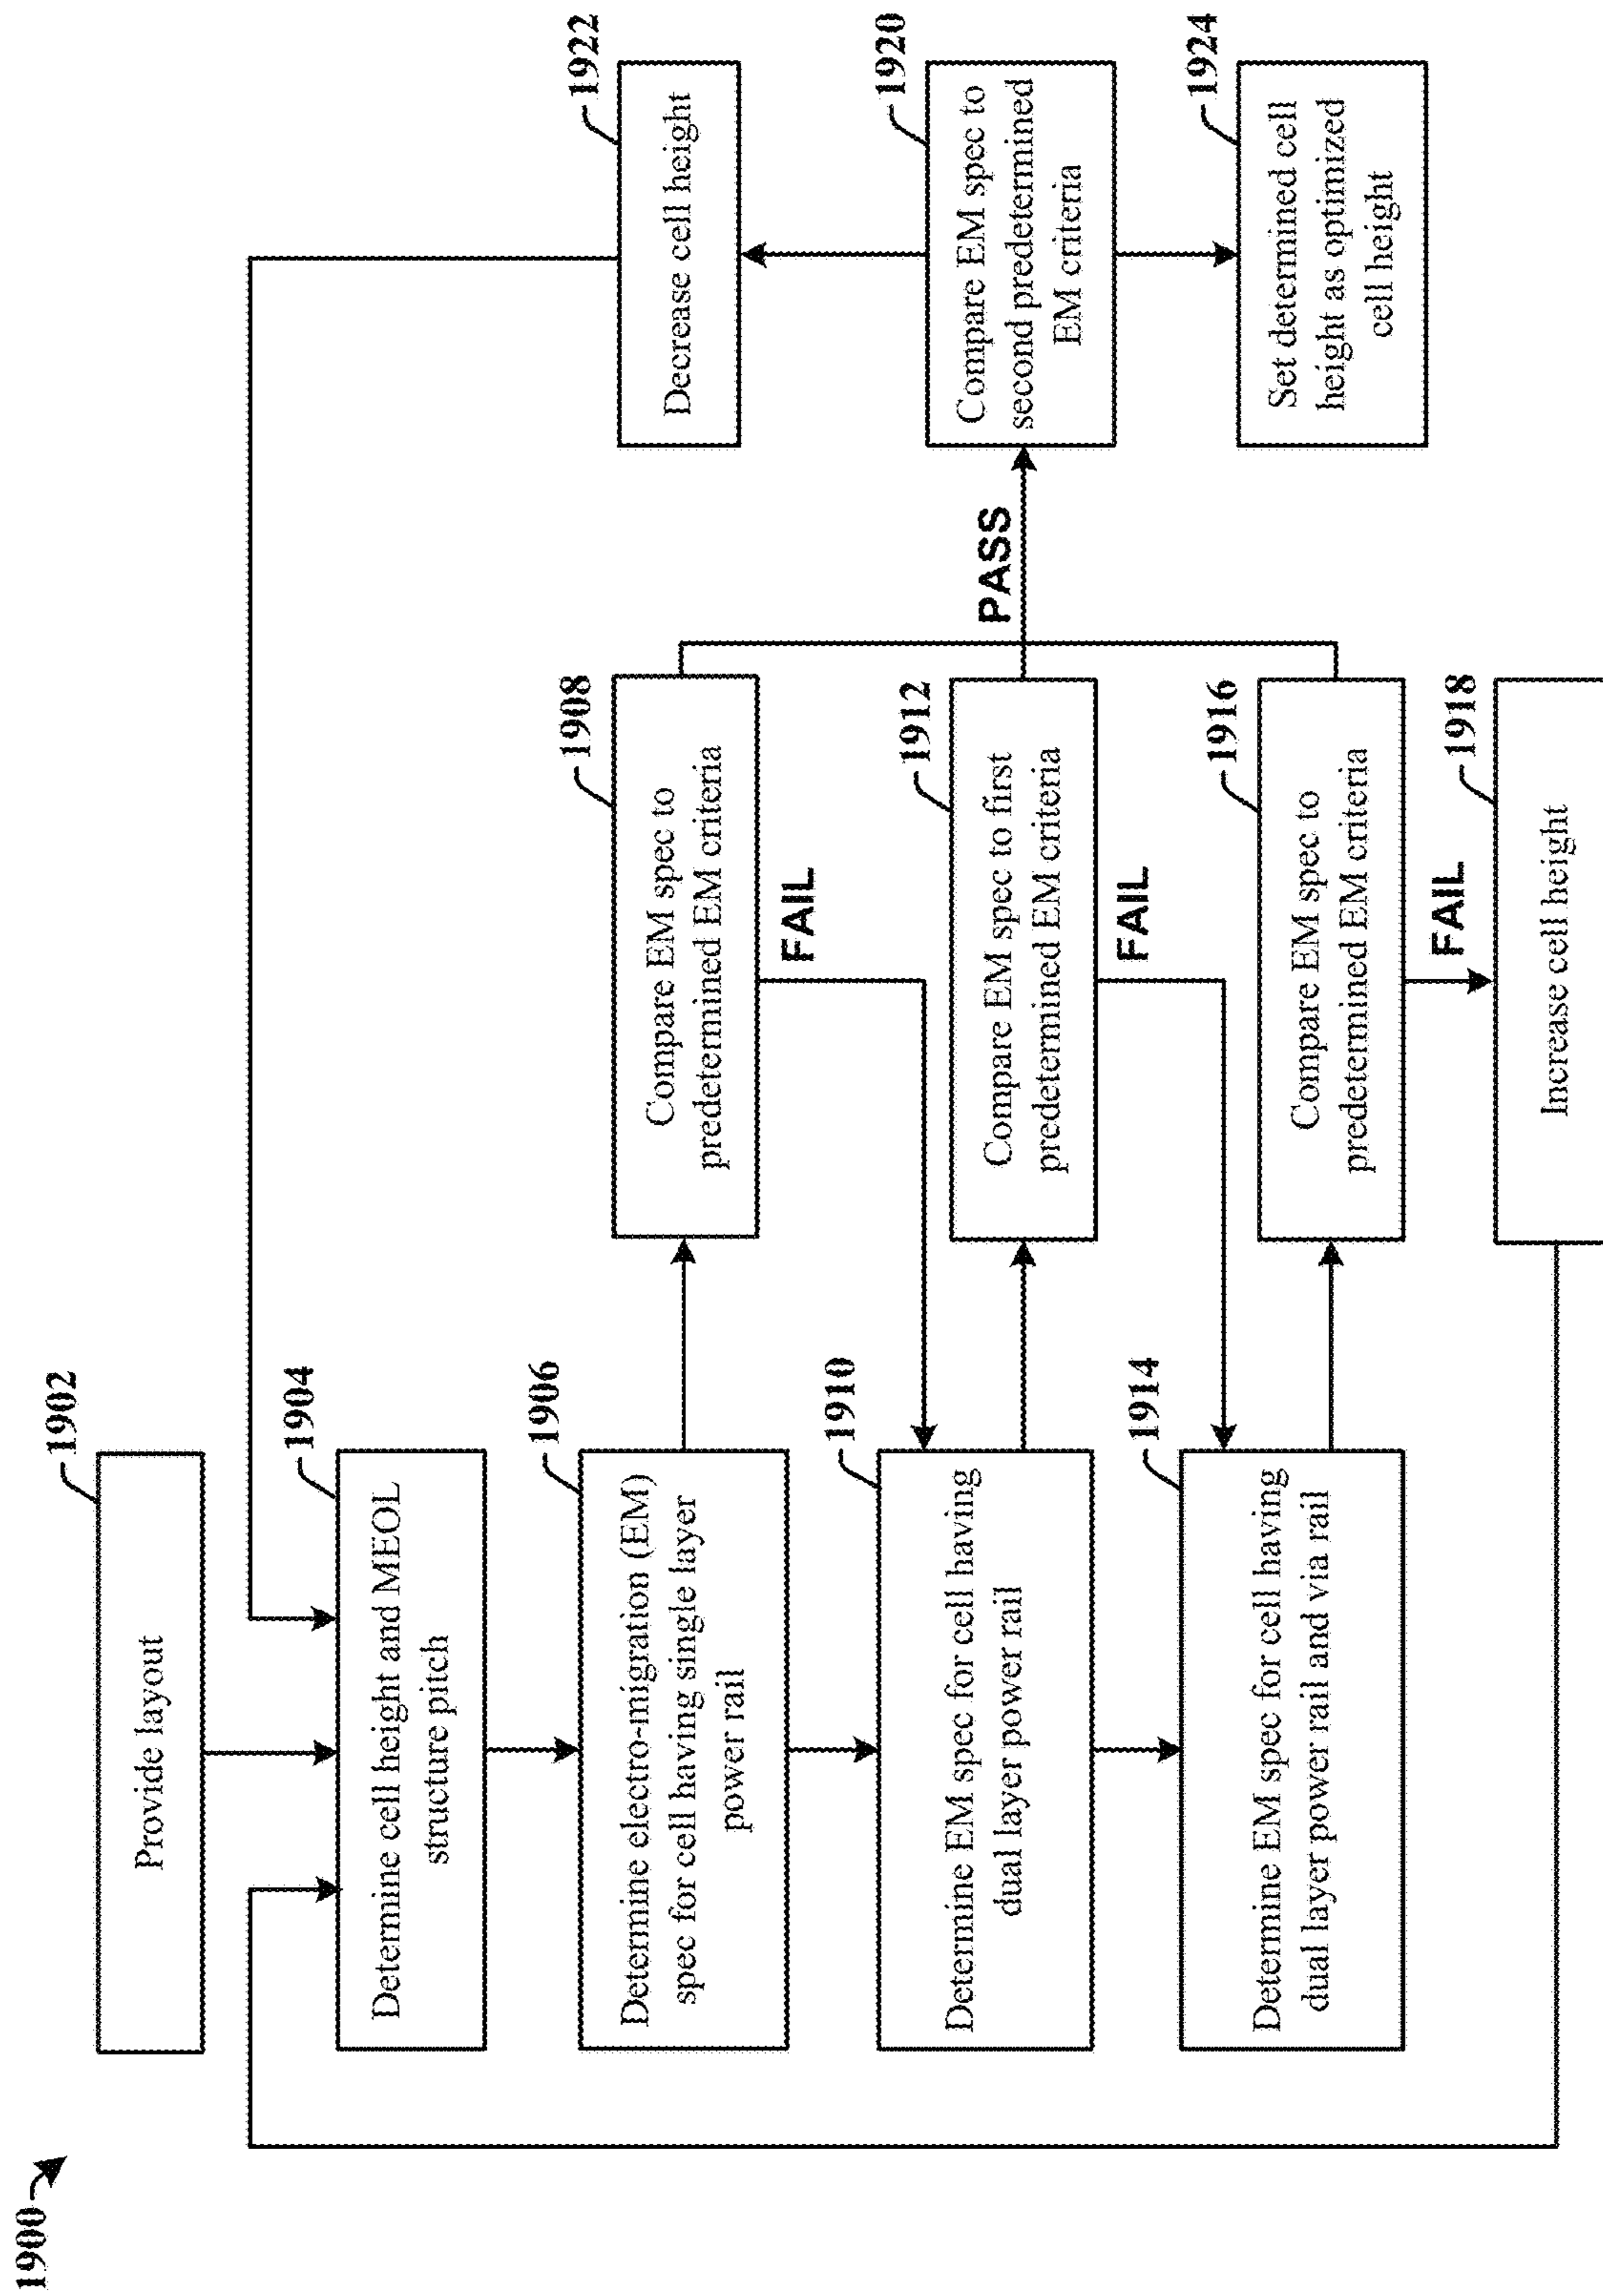 1900
1902
Provide layout
1904
Determine cell height and MEOL
structure pitch
1906
Determine electro-migration (EM)
spec for cell having single layer
power rail
1908
Compare EM spec to
predetermined EM criteria
FAIL
1910
Determine EM spec for cell having
dual layer power rail
1912
Compare EM spec to first
predetermined EM criteria
FAIL
1914
Determine EM spec for cell having
dual layer power rail and via rail
1916
Compare EM spec to
predetermined EM criteria
FAIL
1918
Increase cell height
PASS
1922
Decrease cell height
1920
Compare EM spec to
second predetermined
EM criteria
1924
Set determined cell
height as optimized
cell height